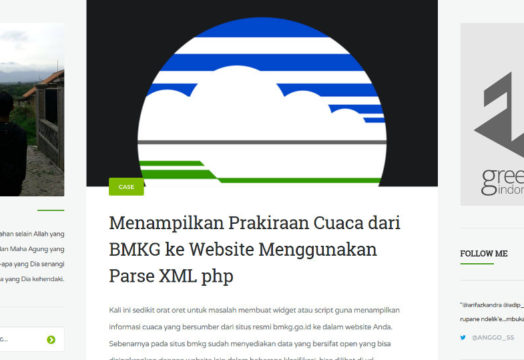 CASE
Menampilkan Prakiraan Cuaca dari
BMKG ke Website Menggunakan
Parse XML php
Kali ini sedikit orat oret untuk masalah membuat widget atau script guna menampilkan
informasi cuaca yang bersumber dari situs resmi bmkg.go.id ke dalam website Anda.
Sebenarnya pada situs bmkg sudah menyediakan data yang bersifat open yang bisa
ahan selain Allah yang
dan Maha Agung yang
-apa yang Dia senangi
a yang Dia kehendaki.
gree
indon
FOLLOW ME
"@arifazkandra @adip_
rupane ndelik'e...mbuka
@ANGGO_SS